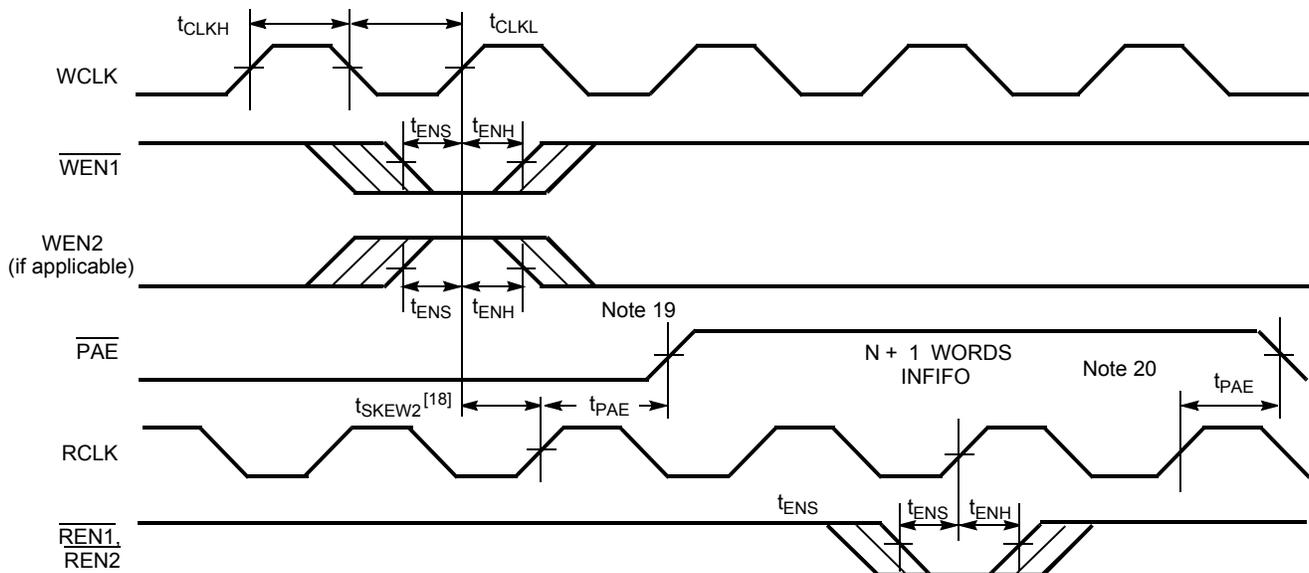 tCLKH
tCLKL
WCLK
tENS
tENH
WEN1
WEN2
(if applicable)
tENS
tENH
Note 19
PAE
N + 1 WORDS
INFIFO
Note 20
tPAE
tSKEW2[18]
tPAE
RCLK
tENS
tENS
tENH
REN1,
REN2